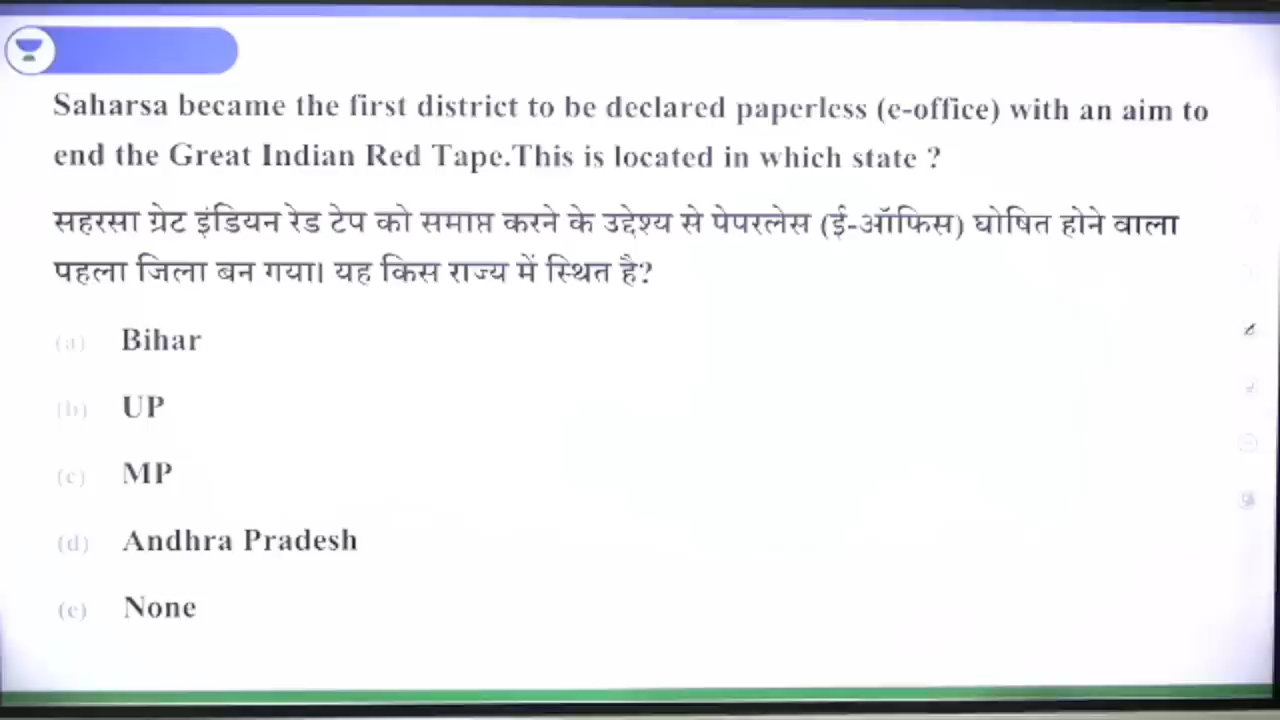 Saharsa became the first district to be declared paperless (e-office) with an aim to
end the Great Indian Red Tape.This is located in which state ?
सहरसा ग्रेट इंडियन रेड टेप को समाप्त करने के उद्देश्य से पेपरलेस (ई-ऑफिस) घोषित होने वाला
पहला जिला बन गया। यह किस राज्य में स्थित है?
(a) Bihar
(b) UP
(c) MP
(d) Andhra Pradesh
(e) None